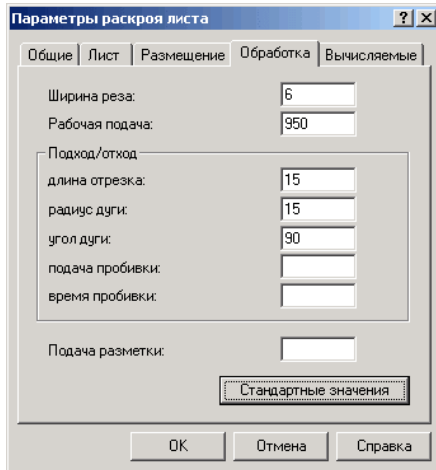 Параметры раскроя листа ? ×
Общие Лист Размещение Обработка Вычисляемые
Ширина реза: 6
Рабочая подача: 950
Подход/отход
длина отрезка: 15
радиус дуги: 15
угол дуги: 90
подача пробивки:
время пробивки:
Подача разметки:
Стандартные значения
OK Отмена Справка